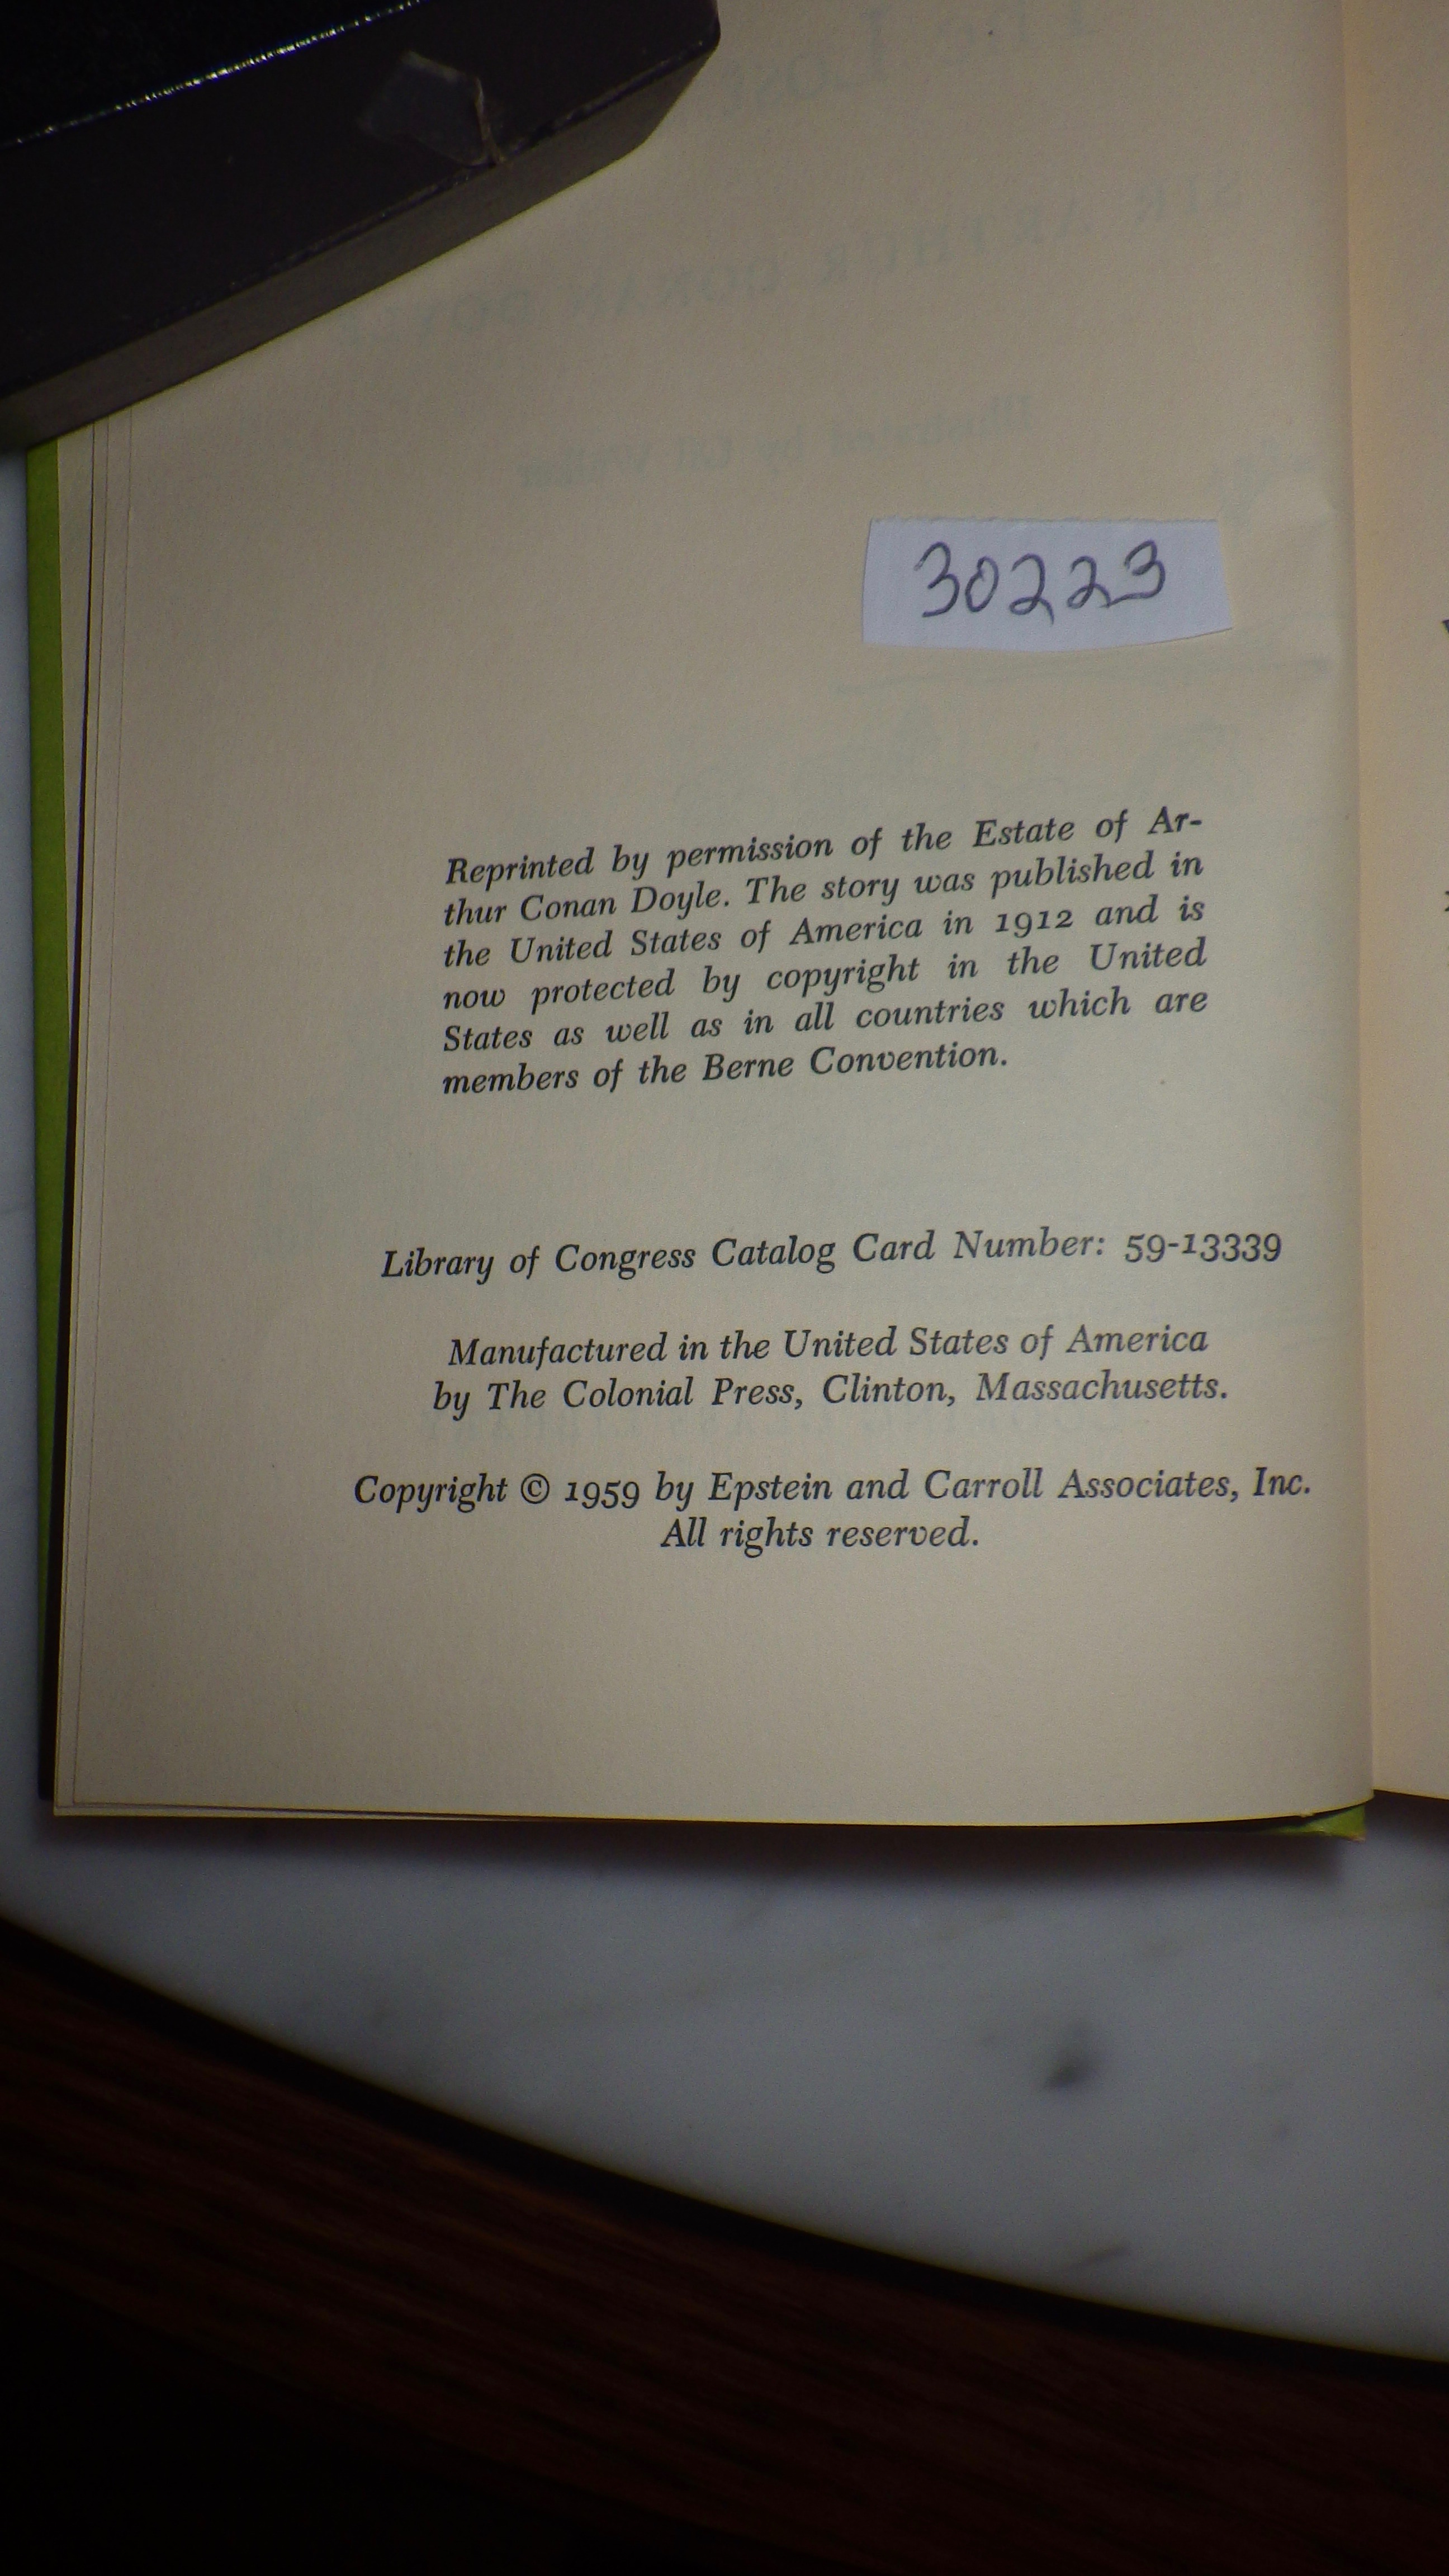 30223
Reprinted by permission of the Estate of Ar-
thur Conan Doyle. The story was published in
the United States of America in 1912 and is
now protected by copyright in the United
States as well as in all countries which are
members of the Berne Convention.
Library of Congress Catalog Card Number: 59-13339
Manufactured in the United States of America
by The Colonial Press, Clinton, Massachusetts.
Copyright © 1959 by Epstein and Carroll Associates, Inc.
All rights reserved.